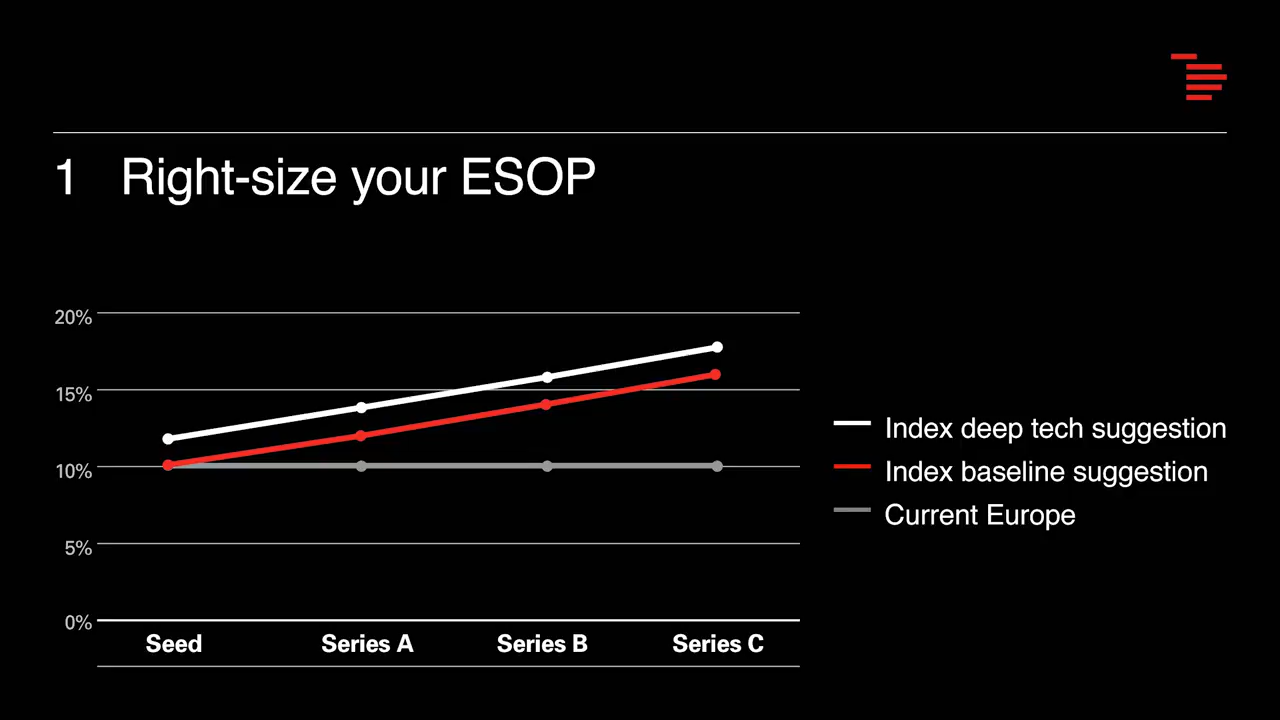 1 Right-size your ESOP
20%
15%
10%
5%
0%
Seed Series A Series B Series C
Index deep tech suggestion
Index baseline suggestion
Current Europe